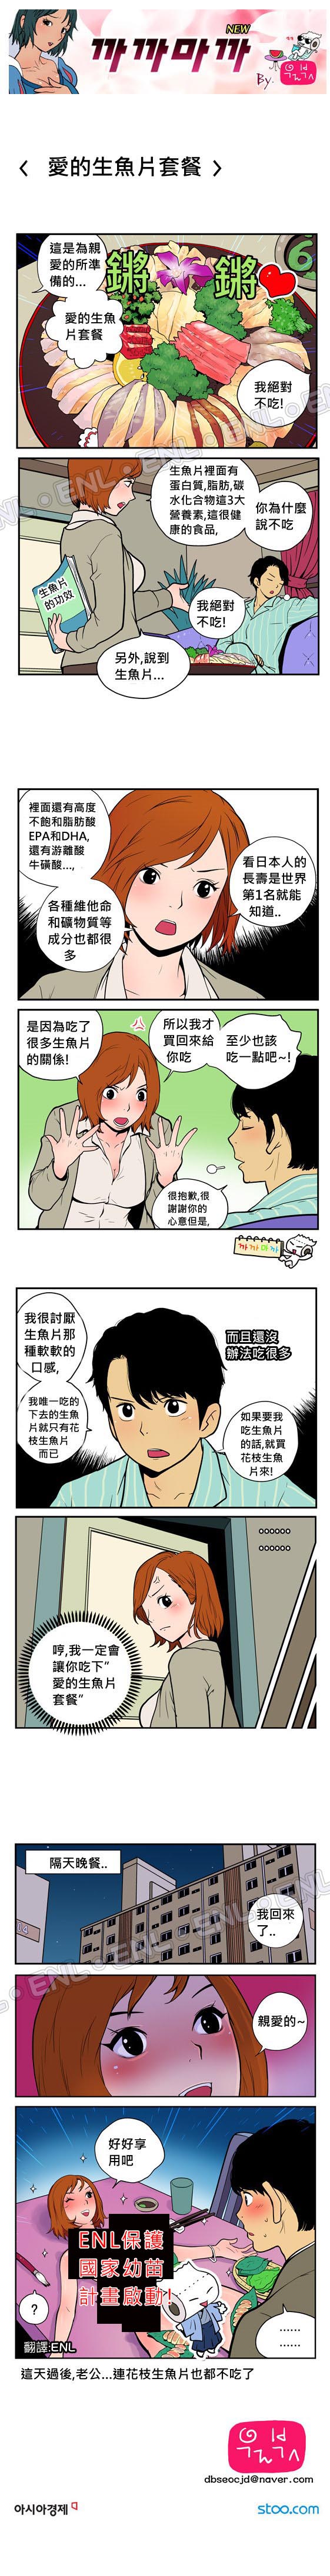 NEW
까까마까
By.
〈 愛的生魚片套餐 〉
這是為親
愛的所準
備的...
鏘 鏘
6
愛的生魚
片套餐
我絕對
不吃!
ENL
生魚片裡面有
蛋白質,脂肪,碳
水化合物這3大
營養素,這很健
康的食品,
你為什麼
說不吃
生魚片
的功效
我絕對
不吃!
另外,說到
生魚片...
裡面還有高度
不飽和脂肪酸
EPA和DHA,
還有游離酸
牛磺酸...,
各種維他命
和礦物質等
成分也都很
多
看日本人的
長壽是世界
第1名就能
知道..
是因為吃了
很多生魚片
的關係!
所以我才
買回來給
你吃
至少也該
吃一點吧~!
很抱歉,很
謝謝你的
心意但是,
까까마까
我很討厭
生魚片那
種軟軟的
口感,
而且還沒
辦法吃很多
我唯一吃的
下去的生魚
片就只有花
枝生魚片
而已
如果要我
吃生魚片
的話,就買
花枝生魚
片來!
......
......
哼,我一定會
讓你吃下"
愛的生魚片
套餐"
隔天晚餐..
我回來
了..
ENL
親愛的~
好好享
用吧
ENL保護
國家幼苗
計畫啟動!
?
......
......
翻譯:ENL
這天過後,老公...連花枝生魚片也都不吃了
dbseocjd@naver.com
아시아경제
stoo.com